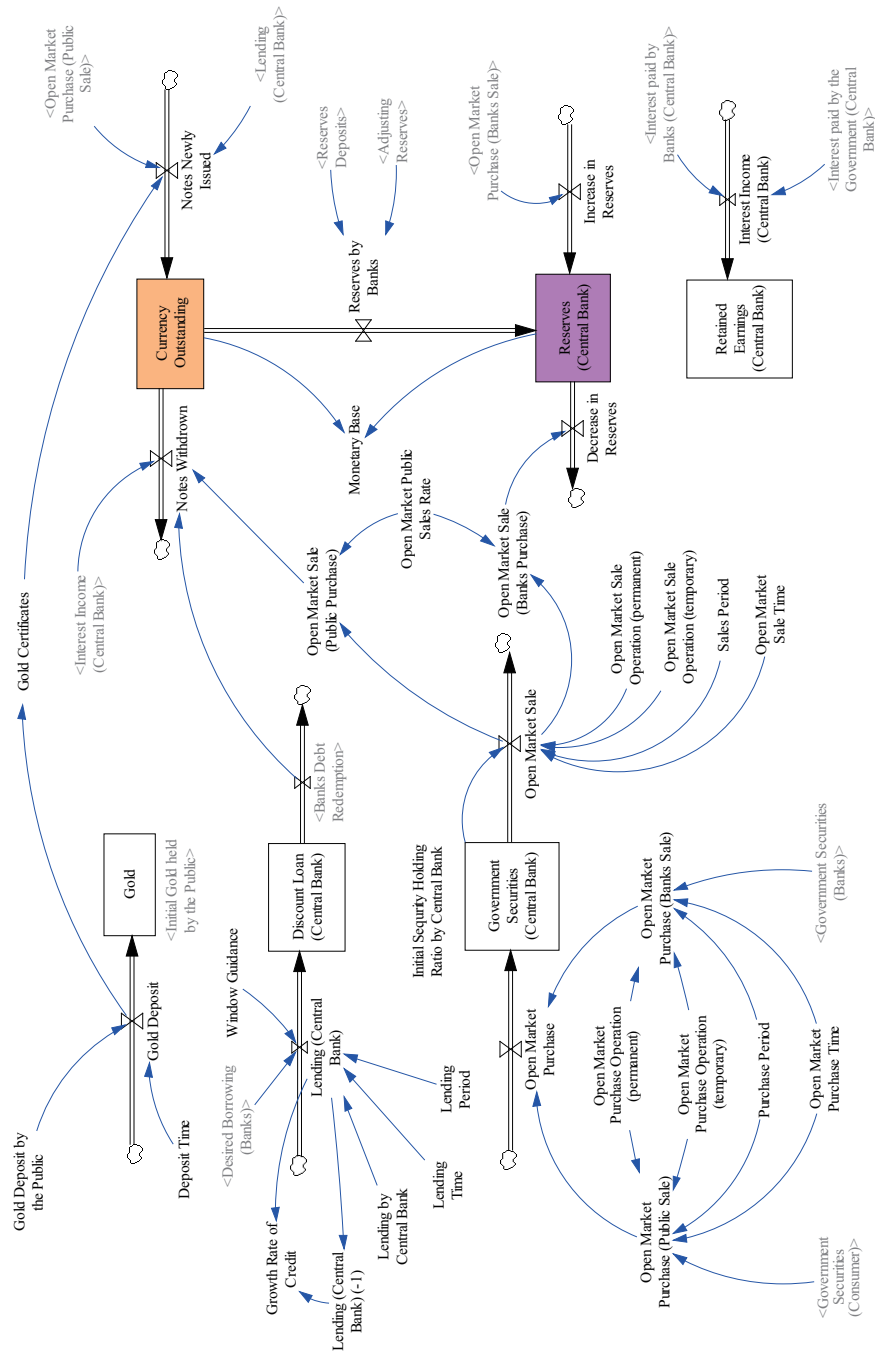 Gold Deposit by
the Public
Deposit Time
Gold Deposit
Gold
<Initial Gold held
by the Public>
Gold Certificates
<Open Market
Purchase (Public
Sale)>
<Lending
(Central Bank)>
Notes Newly
Issued
<Interest Income
(Central Bank)>
Notes Withdrown
Currency
Outstanding
<Desired Borrowing
(Banks)>
Window Guidance
Growth Rate of
Credit
Lending (Central
Bank) (-1)
Lending (Central
Bank)
Lending by
Central Bank
Lending
Time
Lending
Period
Discount Loan
(Central Bank)
<Banks Debt
Redemption>
Open Market Sale
(Public Purchase)
Monetary Base
Reserves by
Banks
<Reserves
Deposits>
<Adjusting
Reserves>
Open Market Public
Sales Rate
Initial Sequrity Holding
Ratio by Central Bank
Open Market
Purchase
Government
Securities
(Central Bank)
Open Market Sale
Open Market Sale
(Banks Purchase)
<Open Market
Purchase (Banks Sale)>
Decrease in
Reserves
Reserves
(Central Bank)
Increase in
Reserves
Open Market
Purchase Operation
(permanent)
Open Market
Purchase (Public Sale)
Open Market
Purchase (Banks Sale)
Open Market
Purchase Operation
(temporary)
Purchase Period
Open Market
Purchase Time
<Government
Securities
(Consumer)>
<Government Securities
(Banks)>
Open Market Sale
Operation (permanent)
Open Market Sale
Operation (temporary)
Sales Period
Open Market
Sale Time
Retained
Earnings
(Central Bank)
Interest Income
(Central Bank)
<Interest paid by
Banks (Central Bank)>
<Interest paid by the
Government (Central
Bank)>